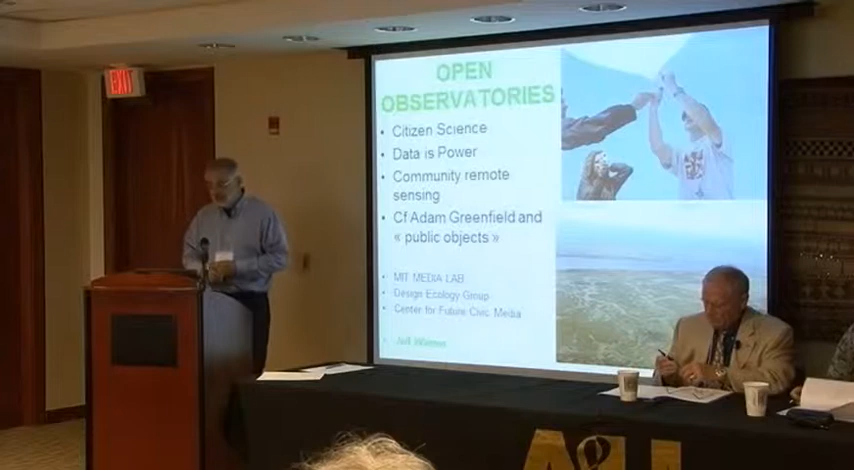 EXIT
OPEN
OBSERVATORIES
• Citizen Science
• Data is Power
• Community remote
sensing
• Cf Adam Greenfield and
« public objects »
• MIT MEDIA LAB
• Design Ecology Group
• Center for Future Civic Media
• Jeff